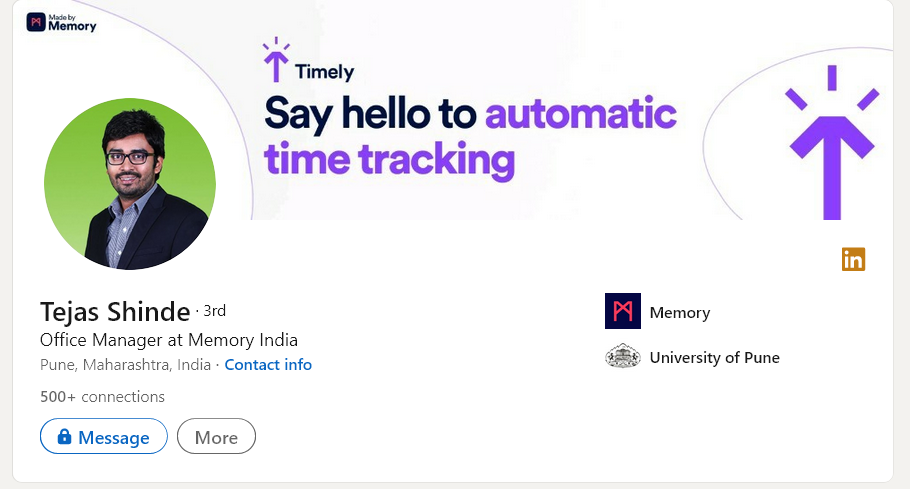 Made by
Memory
Timely
Say hello to automatic
time tracking
in
Tejas Shinde · 3rd
Office Manager at Memory India
Pune, Maharashtra, India · Contact info
500+ connections
Message
More
Memory
University of Pune